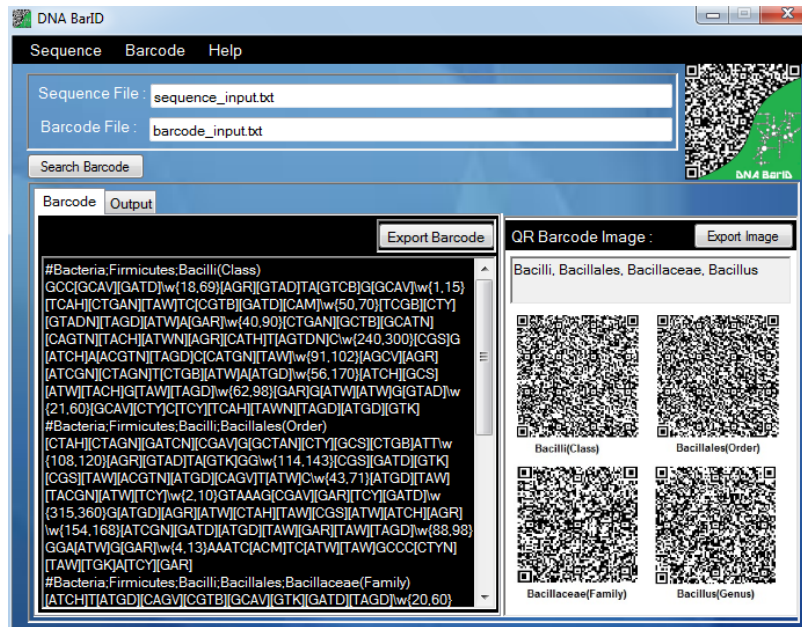 DNA BarID
Sequence Barcode Help
Sequence File : sequence_input.txt
Barcode File : barcode_input.txt
DNA BarID
Search Barcode
Barcode Output
Export Barcode
#Bacteria;Firmicutes;Bacilli(Class)
GCC[GCAV][GATD]\w{18,69}[AGR][GTAD]TA[GTCB]G[GCAV]\w{1,15}
[TCAH][CTGAN][TAW]TC[CGTB][GATD][CAM]\w{50,70}[TCGB][CTY]
[GTADN][TAGD][ATW]A[GAR]\w{40,90}[CTGAN][GCTB][GCATN]
[CAGTN][TACH][ATWN][AGR][CATH]T[AGTDN]C\w{240,300}[CGS]G
[ATCH]A[ACGTN][TAGD]C[CATGN][TAW]\w{91,102}[AGCV][AGR]
[ATCGN][CTAGN]T[CTGB][ATW]A[ATGD]\w{56,170}[ATCH][GCS]
[ATW][TACH]G[TAW][TAGD]\w{62,98}[GAR]G[ATW][ATW]G[GTAD]\w
{21,60}[GCAV][CTY]C[TCY][TCAH][TAWN][TAGD][ATGD][GTK]
#Bacteria;Firmicutes;Bacilli;Bacillales(Order)
[CTAH][CTAGN][GATCN][CGAV]G[GCTAN][CTY][GCS][CTGB]ATT\w
{108,120}[AGR][GTAD]TA[GTK]GG\w{114,143}[CGS][GATD][GTK]
[CGS][TAW][ACGTN][ATGD][CAGV]T[ATW]C\w{43,71}[ATGD][TAW]
[TACGN][ATW][TCY]\w{2,10}GTAAAG[CGAV][GAR][TCY][GATD]\w
{315,360}G[ATGD][AGR][ATW][CTAH][TAW][CGS][ATW][ATCH][AGR]
\w{154,168}[ATCGN][GATD][ATGD][TAW][GAR][TAW][TAGD]\w{88,98}
GGA[ATW]G[GAR]\w{4,13}AAATC[ACM]TC[ATW][TAW]GCCC[CTYN]
[TAW][TGK]A[TCY][GAR]
#Bacteria;Firmicutes;Bacilli;Bacillales;Bacillaceae(Family)
[ATCH]T[ATGD][CAGV][CGTB][GCAV][GTK][GATD][TAGD]\w{20,60}
QR Barcode Image :
Export Image
Bacilli, Bacillales, Bacillaceae, Bacillus
Bacilli(Class)
Bacillales(Order)
Bacillaceae(Family)
Bacillus(Genus)